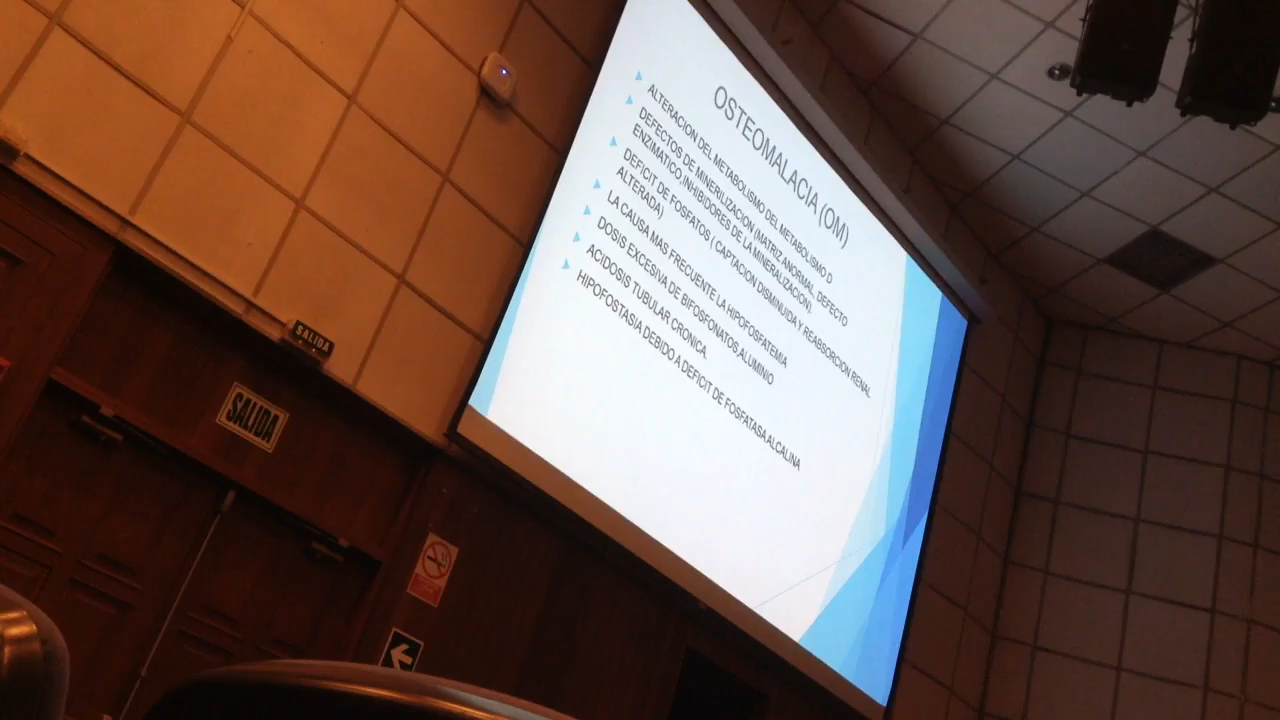 OSTEOMALACIA (OM)
ALTERACION DEL METABOLISMO DEL METABOLISMO D
DEFECTOS DE MINERILIZACION (MATRIZ ANORMAL, DEFECTO
ENZIMATICO,INHIBIDORES DE LA MINERALIZACION).
DEFICIT DE FOSFATOS ( CAPTACION DISMINUIDA Y REABSORCION RENAL
ALTERADA)
LA CAUSA MAS FRECUENTE LA HIPOFOSFATEMIA
DOSIS EXCESIVA DE BIFOSFONATOS,ALUMINIO
ACIDOSIS TUBULAR CRONICA.
HIPOFOSTASIA DEBIDO A DEFICIT DE FOSFATASA ALCALINA
SALIDA
SALIDA